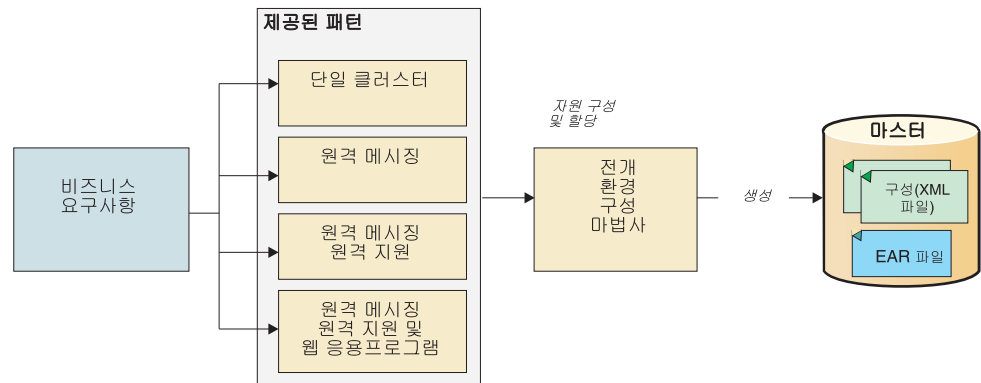 제공된 패턴
비즈니스
요구사항
단일 클러스터
원격 메시징
원격 메시징
원격 지원
원격 메시징
원격 지원 및
웹 응용프로그램
자원 구성
및 할당
전개
환경
구성
마법사
생성
마스터
구성(XML
파일)
EAR 파일